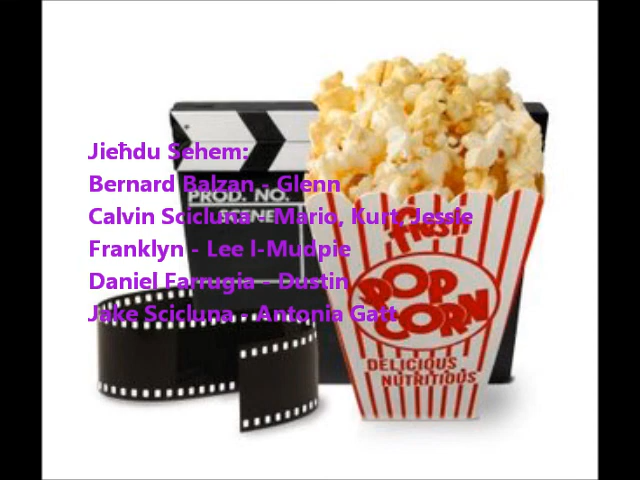 Jieħdu Sehem:
Bernard Balzan - Glenn
Calvin Scicluna - Mario, Kurt, Jessie
Franklyn - Lee l-Mudpie
Daniel Farrugia - Dustin
Jake Scicluna - Antonia Gatt
PROD. NO.
SCENE
Fresh
POP
CORN
DELICIOUS
NUTRITIOUS